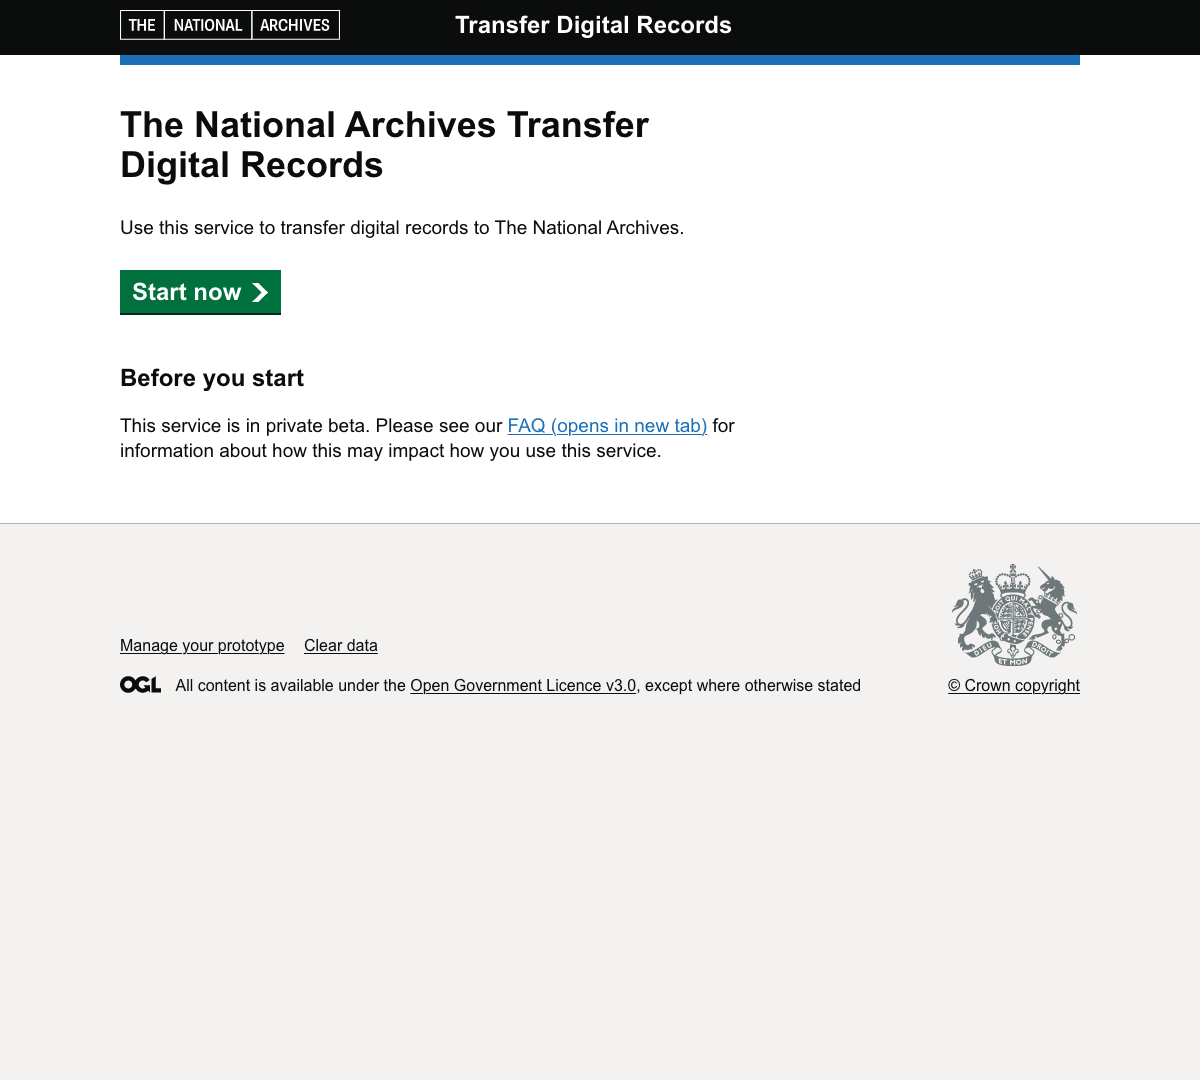 THE NATIONAL ARCHIVES
Transfer Digital Records
The National Archives Transfer
Digital Records
Use this service to transfer digital records to The National Archives.
Start now
Before you start
This service is in private beta. Please see our FAQ (opens in new tab) for
information about how this may impact how you use this service.
Manage your prototype Clear data
OGL All content is available under the Open Government Licence v3.0, except where otherwise stated
DIEU ET MON DROIT
© Crown copyright